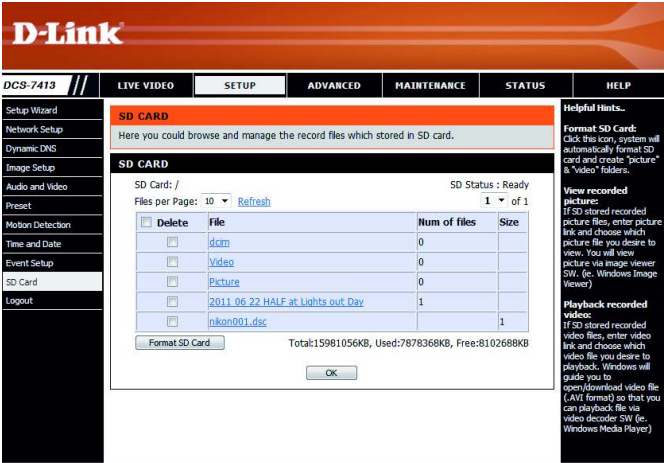 D-Link
DCS-7413 // LIVE VIDEO SETUP ADVANCED MAINTENANCE STATUS HELP
Setup Wizard
Network Setup
Dynamic DNS
Image Setup
Audio and Video
Preset
Motion Detection
Time and Date
Event Setup
SD Card
Logout
SD CARD
Here you could browse and manage the record files which stored in SD card.
SD CARD
SD Card: / SD Status : Ready
Files per Page: 10 Refresh 1 of 1
Delete File Num of files Size
dcim 0
Video 0
Picture 0
2011 06 22 HALF at Lights out Day 1
nikon001.dsc 1
Format SD Card Total:15981056KB, Used:7878368KB, Free:8102688KB
OK
Helpful Hints..
Format SD Card:
Click this icon, system will
automatically format SD
card and create "picture"
& "video" folders.
View recorded
picture:
If SD stored recorded
picture files, enter picture
link and choose which
picture file you desire to
view. You will view
picture via image viewer
SW. (ie. Windows Image
Viewer)
Playback recorded
video:
If SD stored recorded
video files, enter video
link and choose which
video file you desire to
playback. Windows will
guide you to
open/download video file
(.AVI format) so that you
can playback file via
video decoder SW (ie.
Windows Media Player)